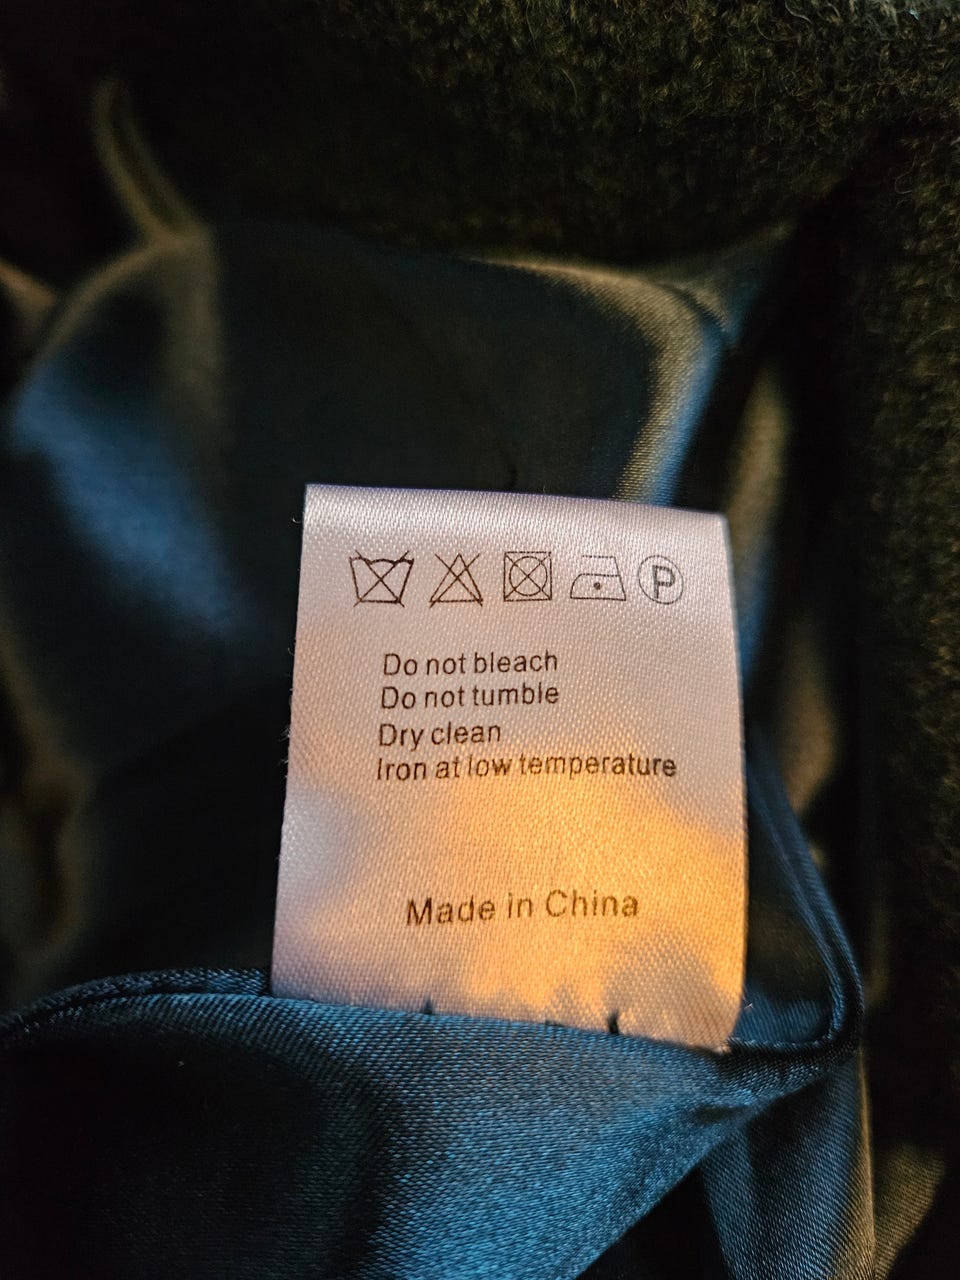 P
Do not bleach
Do not tumble
Dry clean
Iron at low temperature
Made in China